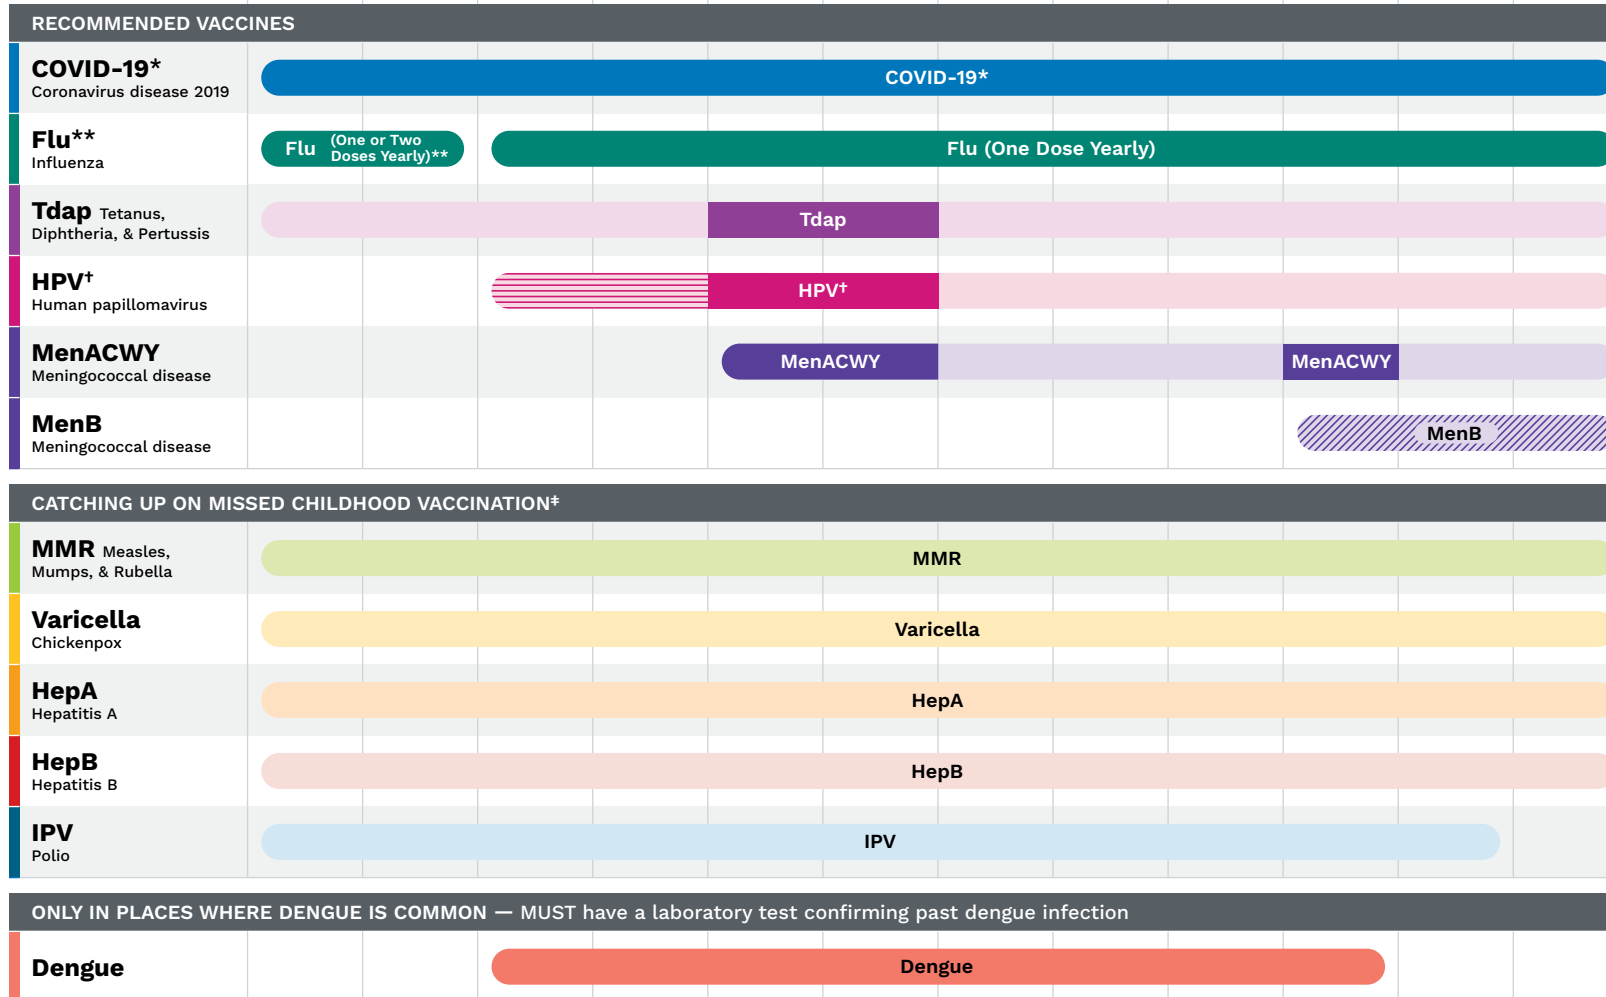 RECOMMENDED VACCINES
COVID-19*
Coronavirus disease 2019
COVID-19*
Flu**
Influenza
Flu (One or Two
Doses Yearly)**
Flu (One Dose Yearly)
Tdap Tetanus,
Diphtheria, & Pertussis
Tdap
HPV†
Human papillomavirus
HPV†
MenACWY
Meningococcal disease
MenACWY
MenACWY
MenB
Meningococcal disease
MenB
CATCHING UP ON MISSED CHILDHOOD VACCINATION‡
MMR Measles,
Mumps, & Rubella
MMR
Varicella
Chickenpox
Varicella
HepA
Hepatitis A
HepA
HepB
Hepatitis B
HepB
IPV
Polio
IPV
ONLY IN PLACES WHERE DENGUE IS COMMON — MUST have a laboratory test confirming past dengue infection
Dengue
Dengue